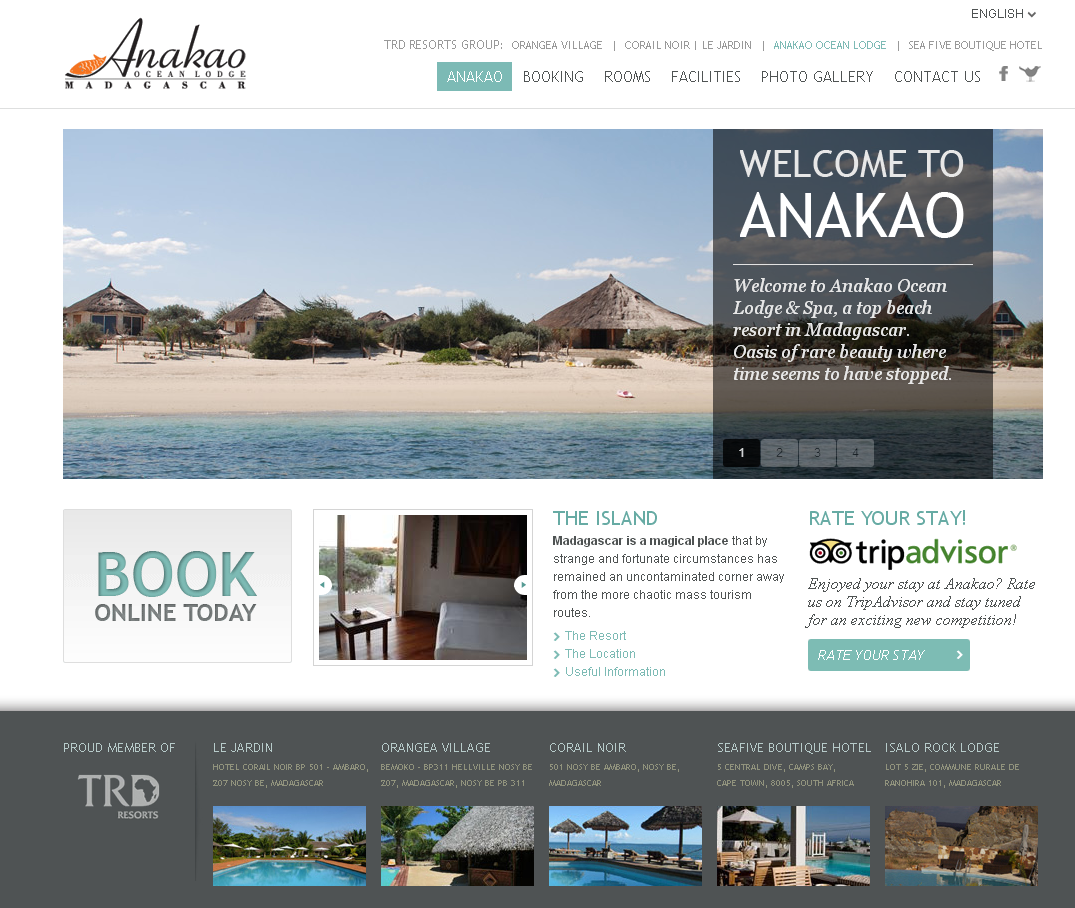 ENGLISH
Anakao
OCEAN LODGE
MADAGASCAR
TRD RESORTS GROUP: ORANGEA VILLAGE | CORAIL NOIR | LE JARDIN | ANAKAO OCEAN LODGE | SEA FIVE BOUTIQUE HOTEL
ANAKAO BOOKING ROOMS FACILITIES PHOTO GALLERY CONTACT US f
WELCOME TO
ANAKAO
Welcome to Anakao Ocean
Lodge & Spa, a top beach
resort in Madagascar.
Oasis of rare beauty where
time seems to have stopped.
1 2 3 4
BOOK
ONLINE TODAY
THE ISLAND
Madagascar is a magical place that by
strange and fortunate circumstances has
remained an uncontaminated corner away
from the more chaotic mass tourism
routes.
The Resort
The Location
Useful Information
RATE YOUR STAY!
tripadvisor®
Enjoyed your stay at Anakao? Rate
us on TripAdvisor and stay tuned
for an exciting new competition!
RATE YOUR STAY
PROUD MEMBER OF
TRD
RESORTS
LE JARDIN
HOTEL CORAIL NOIR BP 501 - AMBARO,
207 NOSY BE, MADAGASCAR
ORANGEA VILLAGE
BEMOKO - BP311 HELLVILLE NOSY BE
207, MADAGASCAR, NOSY BE PB 311
CORAIL NOIR
501 NOSY BE AMBARO, NOSY BE,
MADAGASCAR
SEAFIVE BOUTIQUE HOTEL
5 CENTRAL DIVE, CAMPS BAY,
CAPE TOWN, 8005, SOUTH AFRICA
ISALO ROCK LODGE
LOT 5 ZIE, COMMUNE RURALE DE
RANOHIRA 101, MADAGASCAR